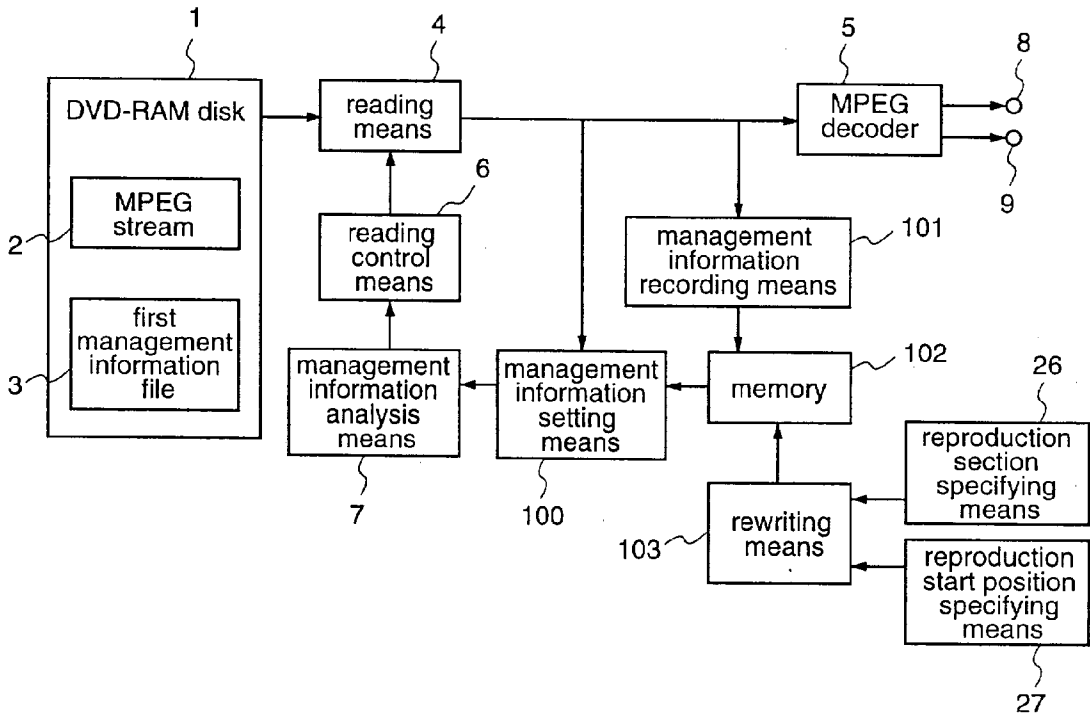 1
DVD-RAM disk
MPEG
stream
2
first
management
information
file
3
4
reading
means
6
reading
control
means
management
information
analysis
means
7
management
information
setting
means
100
5
MPEG
decoder
8
9
management
information
recording means
101
memory
102
rewriting
means
103
26
reproduction
section
specifying
means
reproduction
start position
specifying
means
27